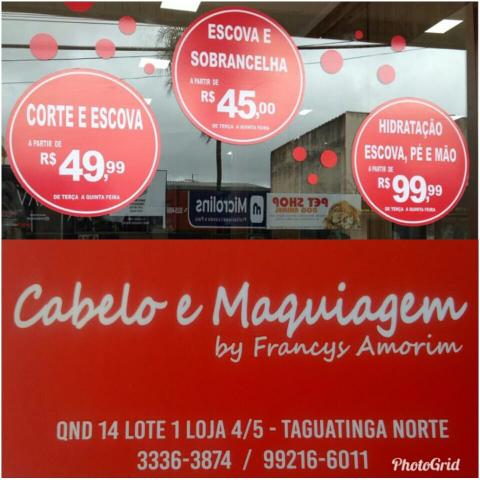 ESCOVA E
SOBRANCELHA
A PARTIR DE
R$ 45,00
DE TERÇA A QUINTA FEIRA
CORTE E ESCOVA
A PARTIR DE
R$ 49,99
DE TERÇA A QUINTA FEIRA
HIDRATAÇÃO
ESCOVA, PÉ E MÃO
A PARTIR DE
R$ 99,99
DE TERÇA A QUINTA FEIRA
Microlins
PET SHOP
Cabelo e Maquiagem
by Francys Amorim
QND 14 LOTE 1 LOJA 4/5 - TAGUATINGA NORTE
3336-3874 / 99216-6011
PhotoGrid